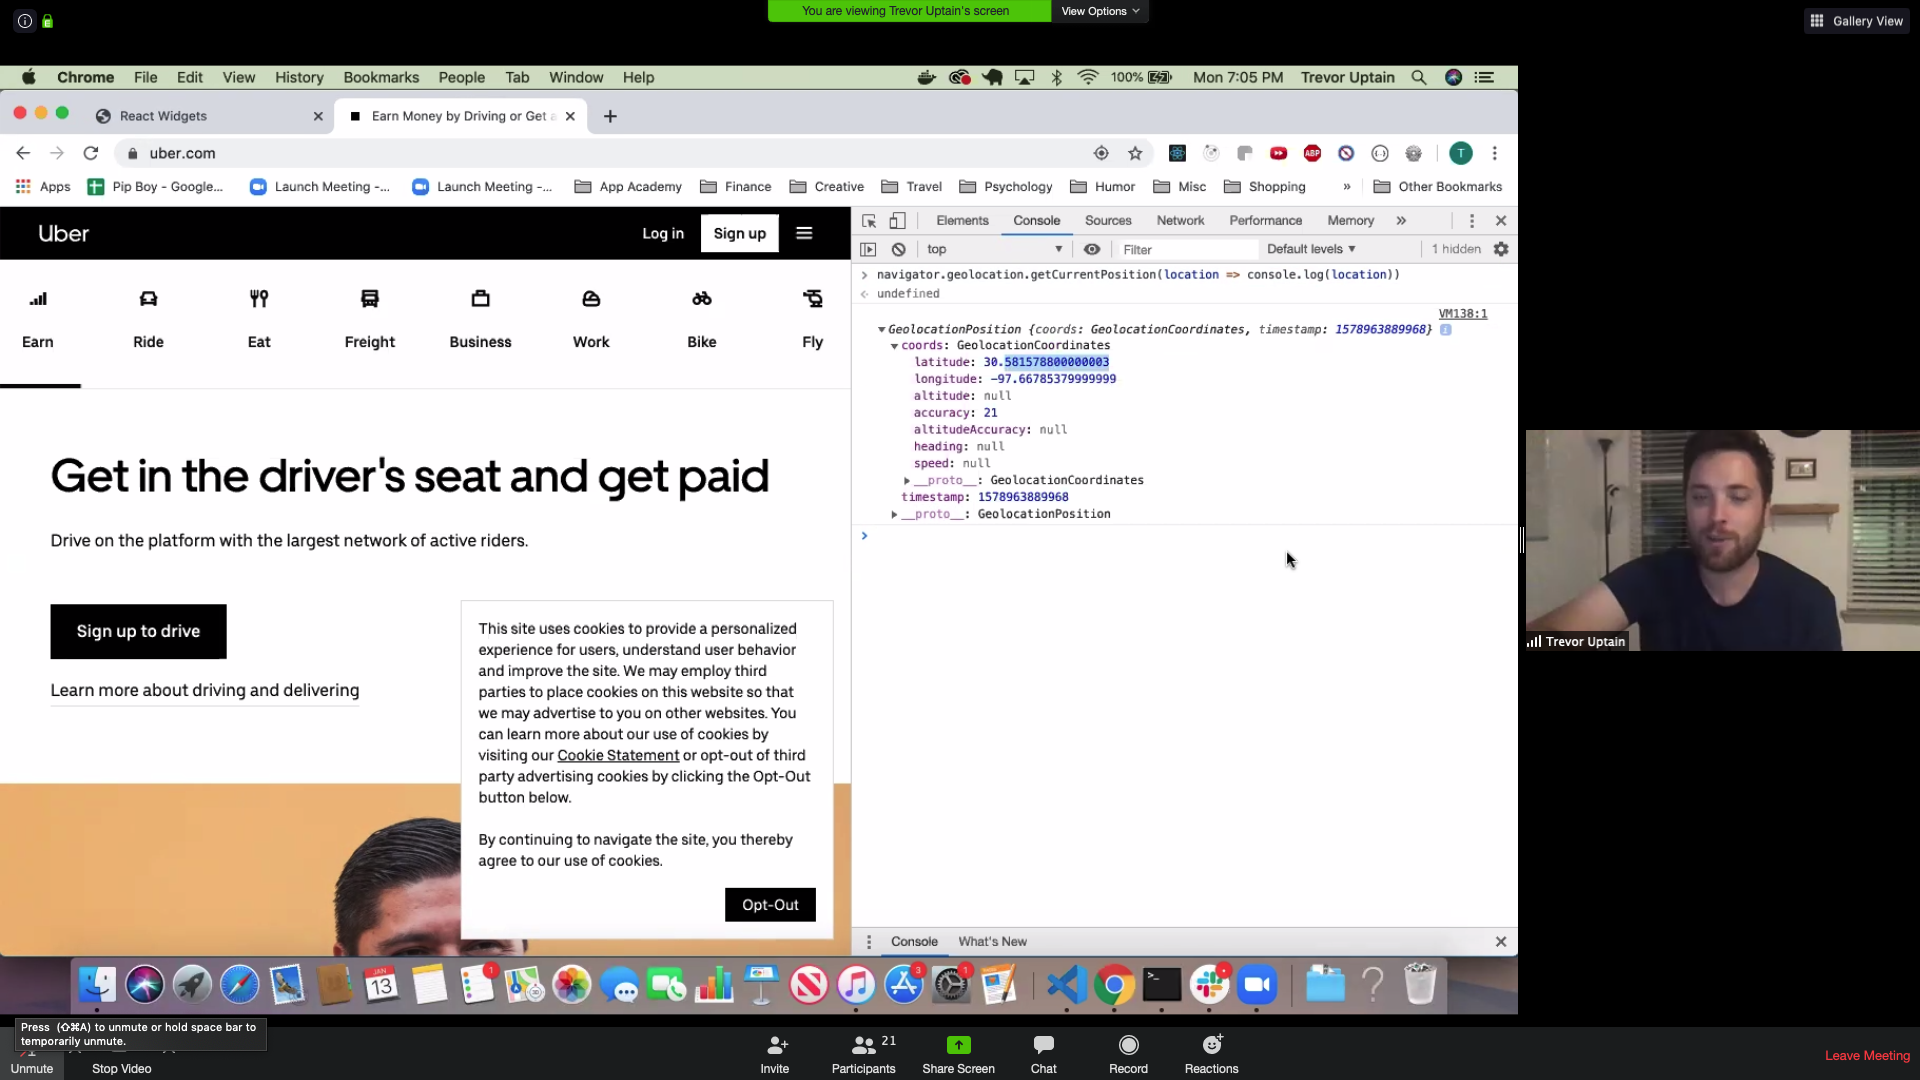 You are viewing Trevor Uptain's screen
View Options
Gallery View
Chrome File Edit View History Bookmarks People Tab Window Help
100%
Mon 7:05 PM
Trevor Uptain
React Widgets
Earn Money by Driving or Get a
uber.com
ABP
T
Apps
Pip Boy - Google...
Launch Meeting -...
Launch Meeting -...
App Academy
Finance
Creative
Travel
Psychology
Humor
Misc
Shopping
»
Other Bookmarks
Uber
Log in
Sign up
Earn
Ride
Eat
Freight
Business
Work
Bike
Fly
Get in the driver's seat and get paid
Drive on the platform with the largest network of active riders.
Sign up to drive
Learn more about driving and delivering
This site uses cookies to provide a personalized
experience for users, understand user behavior
and improve the site. We may employ third
parties to place cookies on this website so that
we may advertise to you on other websites. You
can learn more about our use of cookies by
visiting our Cookie Statement or opt-out of third
party advertising cookies by clicking the Opt-Out
button below.
By continuing to navigate the site, you thereby
agree to our use of cookies.
Opt-Out
Elements Console Sources Network Performance Memory »
top
Filter
Default levels
1 hidden
navigator.geolocation.getCurrentPosition(location => console.log(location))
undefined
VM138:1
GeolocationPosition {coords: GeolocationCoordinates, timestamp: 1578963889968}
coords: GeolocationCoordinates
latitude: 30.581578800000003
longitude: -97.66785379999999
altitude: null
accuracy: 21
altitudeAccuracy: null
heading: null
speed: null
__proto__: GeolocationCoordinates
timestamp: 1578963889968
__proto__: GeolocationPosition
Console
What's New
Trevor Uptain
JAN
13
1
3
1
Press (⇧⌘A) to unmute or hold space bar to
temporarily unmute.
Unmute
Stop Video
Invite
21
Participants
Share Screen
Chat
Record
Reactions
Leave Meeting